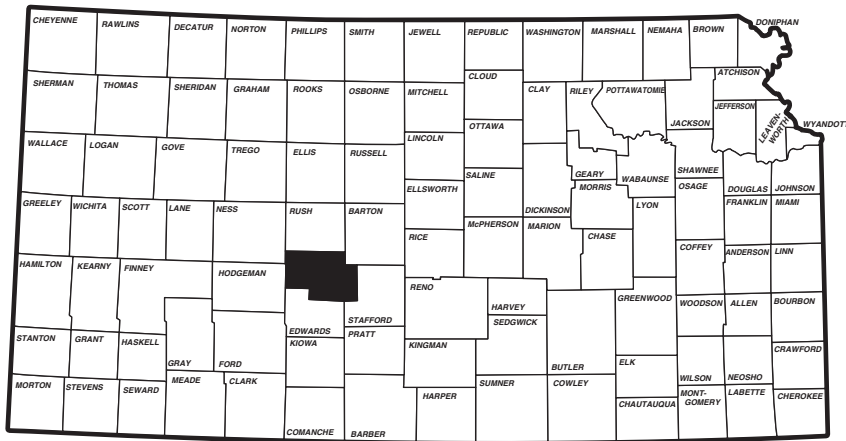 CHEYENNE
RAWLINS
DECATUR
NORTON
PHILLIPS
SMITH
JEWELL
REPUBLIC
WASHINGTON
MARSHALL
NEMAHA
BROWN
DONIPHAN
ATCHISON
SHERMAN
THOMAS
SHERIDAN
GRAHAM
ROOKS
OSBORNE
MITCHELL
CLOUD
CLAY
RILEY
POTTAWATOMIE
JACKSON
JEFFERSON
LEAVEN-
WORTH
WYANDOTT
WALLACE
LOGAN
GOVE
TREGO
ELLIS
RUSSELL
LINCOLN
OTTAWA
SALINE
ELLSWORTH
DICKINSON
GEARY
MORRIS
WABAUNSE
SHAWNEE
OSAGE
DOUGLAS
JOHNSON
GREELEY
WICHITA
SCOTT
LANE
NESS
RUSH
BARTON
RICE
McPHERSON
MARION
CHASE
LYON
COFFEY
FRANKLIN
MIAMI
ANDERSON
LINN
HAMILTON
KEARNY
FINNEY
HODGEMAN
STAFFORD
RENO
HARVEY
SEDGWICK
GREENWOOD
WOODSON
ALLEN
BOURBON
STANTON
GRANT
HASKELL
GRAY
FORD
EDWARDS
KIOWA
PRATT
KINGMAN
BUTLER
ELK
WILSON
NEOSHO
CRAWFORD
MORTON
STEVENS
SEWARD
MEADE
CLARK
COMANCHE
BARBER
HARPER
SUMNER
COWLEY
CHAUTAUQUA
MONT-
GOMERY
LABETTE
CHEROKEE